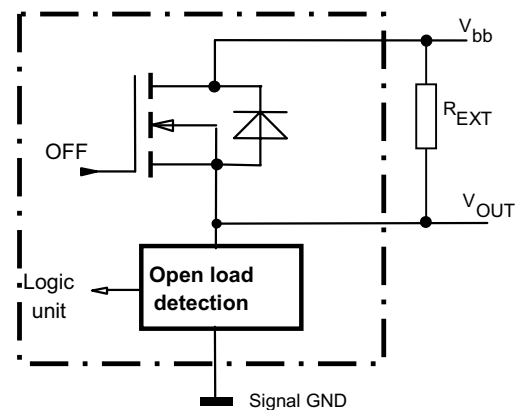 V_bb
R_EXT
OFF
V_OUT
Open load
detection
Logic
unit
Signal GND